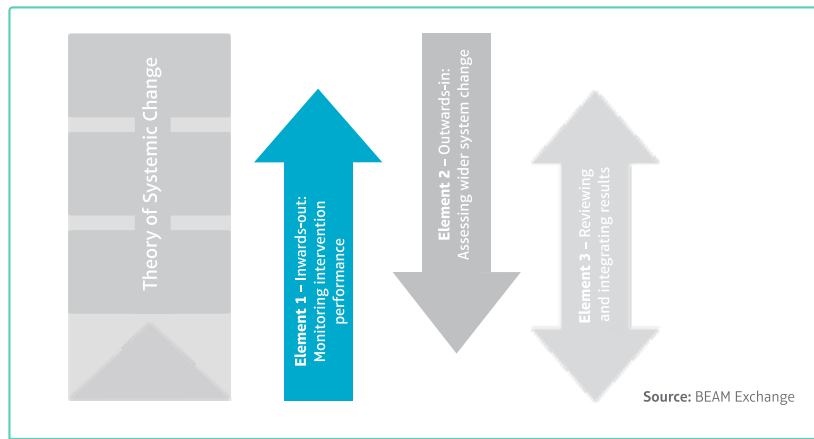 Theory of Systemic Change
Element 1 – Inwards-out:
Monitoring intervention
performance
Element 2 – Outwards-in:
Assessing wider system change
Element 3 – Reviewing
and integrating results
Source: BEAM Exchange